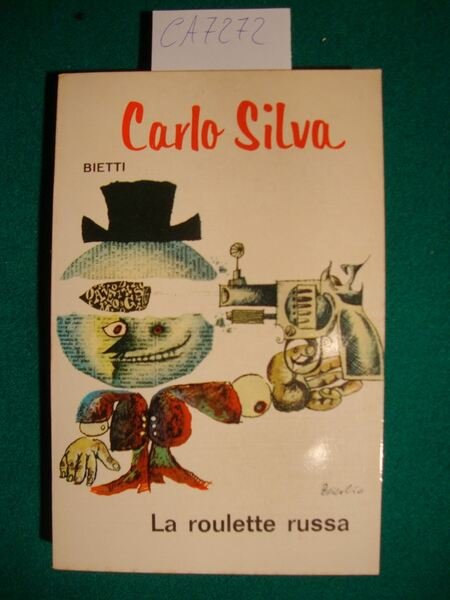 CA7272
Carlo Silva
BIETTI
La roulette russa